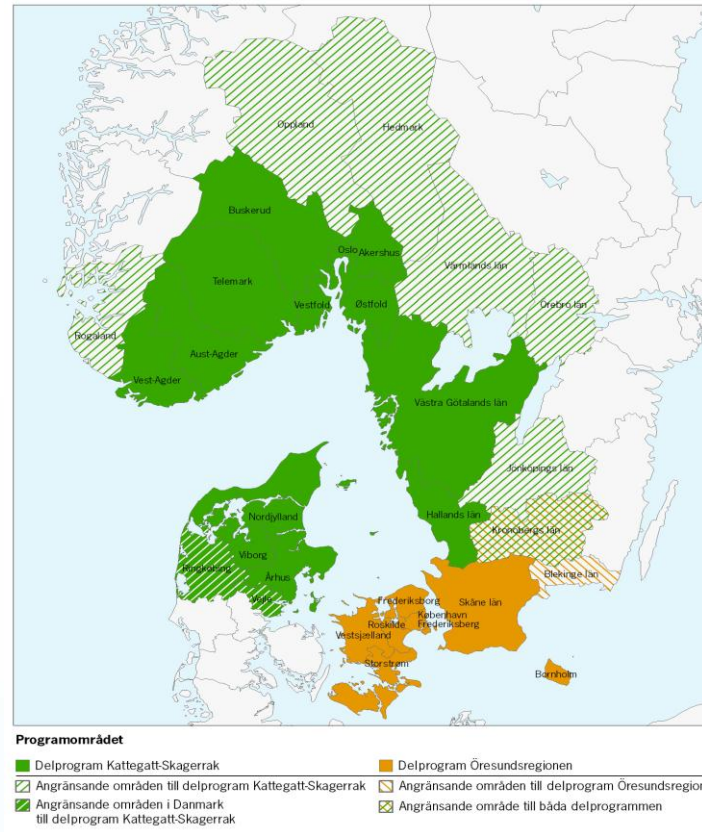 Oppland
Hedmark
Buskerud
Oslo
Akershus
Värmlands län
Telemark
Örebro län
Vestfold
Østfold
Rogaland
Aust-Agder
Vest-Agder
Västra Götalands län
Jönköpings län
Nordjylland
Hallands län
Kronobergs län
Viborg
Ringkøbing
Århus
Blekinge län
Vejle
Frederiksborg
Skåne län
København
Roskilde
Frederiksberg
Vestsjælland
Storstrøm
Bornholm
Programområdet
Delprogram Kattegatt-Skagerrak
Delprogram Öresundsregionen
Angränsande områden till delprogram Kattegatt-Skagerrak
Angränsande områden till delprogram Öresundsregion
Angränsande områden i Danmark
till delprogram Kattegatt-Skagerrak
Angränsande område till båda delprogrammen